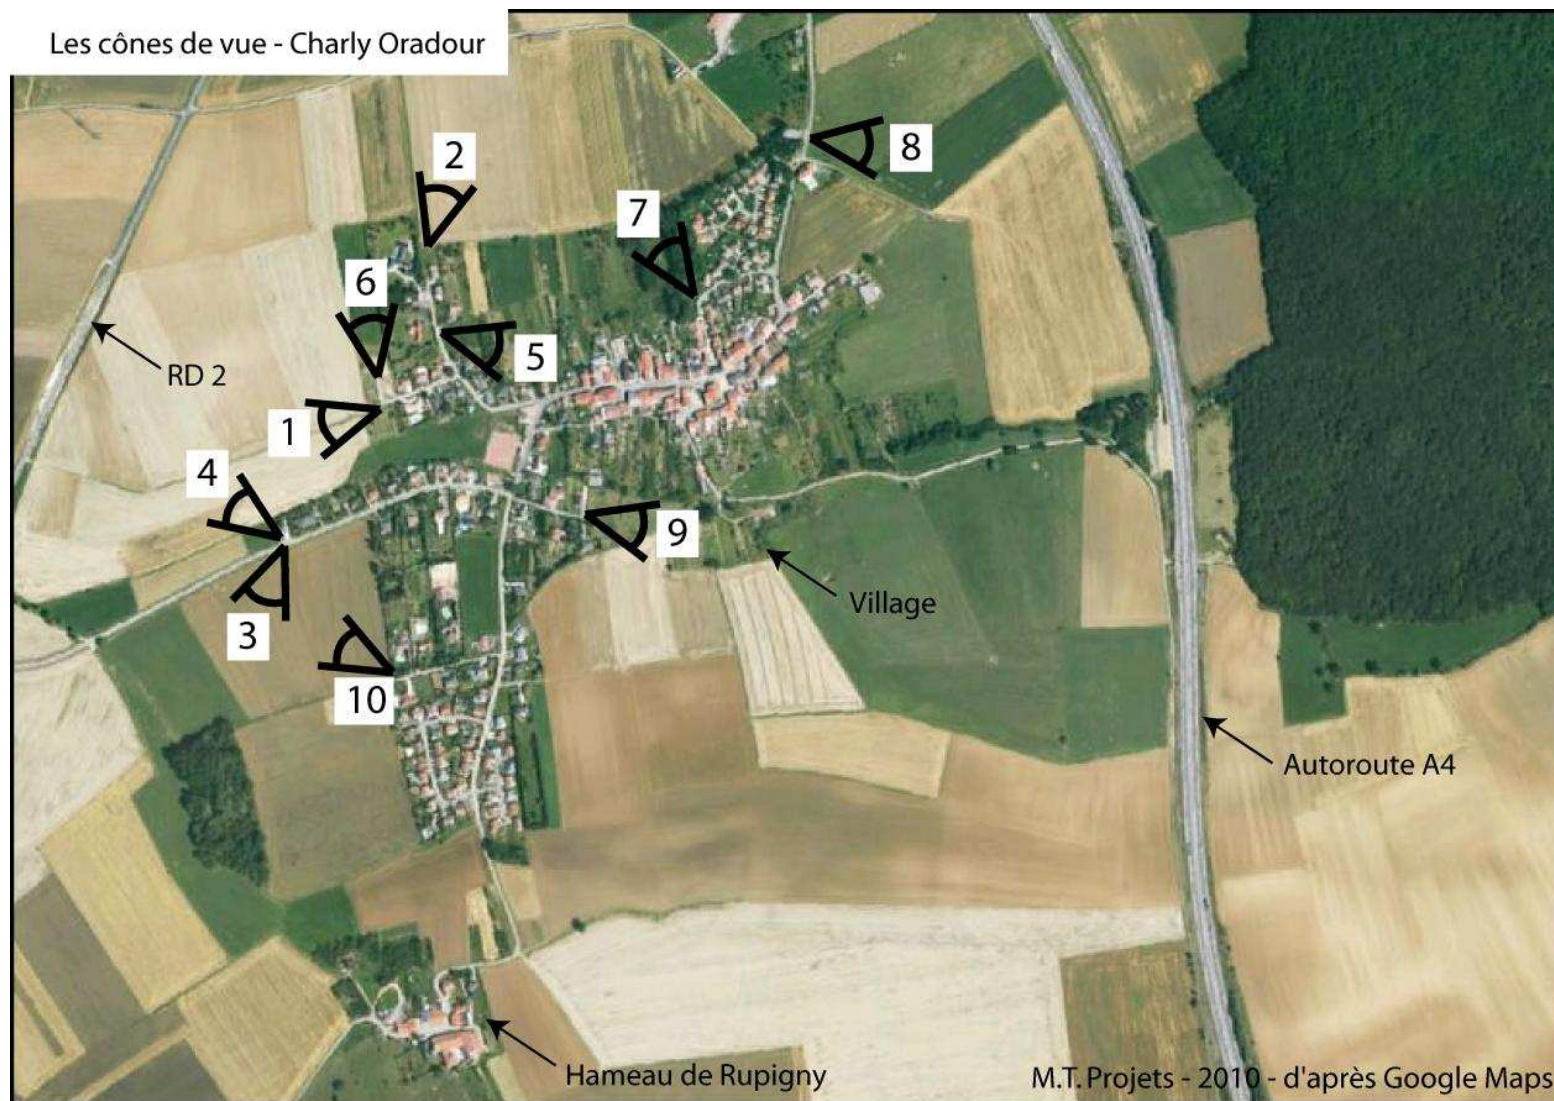 Les cônes de vue - Charly Oradour
2
8
7
6
5
RD 2
1
4
9
3
Village
10
Autoroute A4
Hameau de Rupigny
M.T. Projets - 2010 - d'après Google Maps